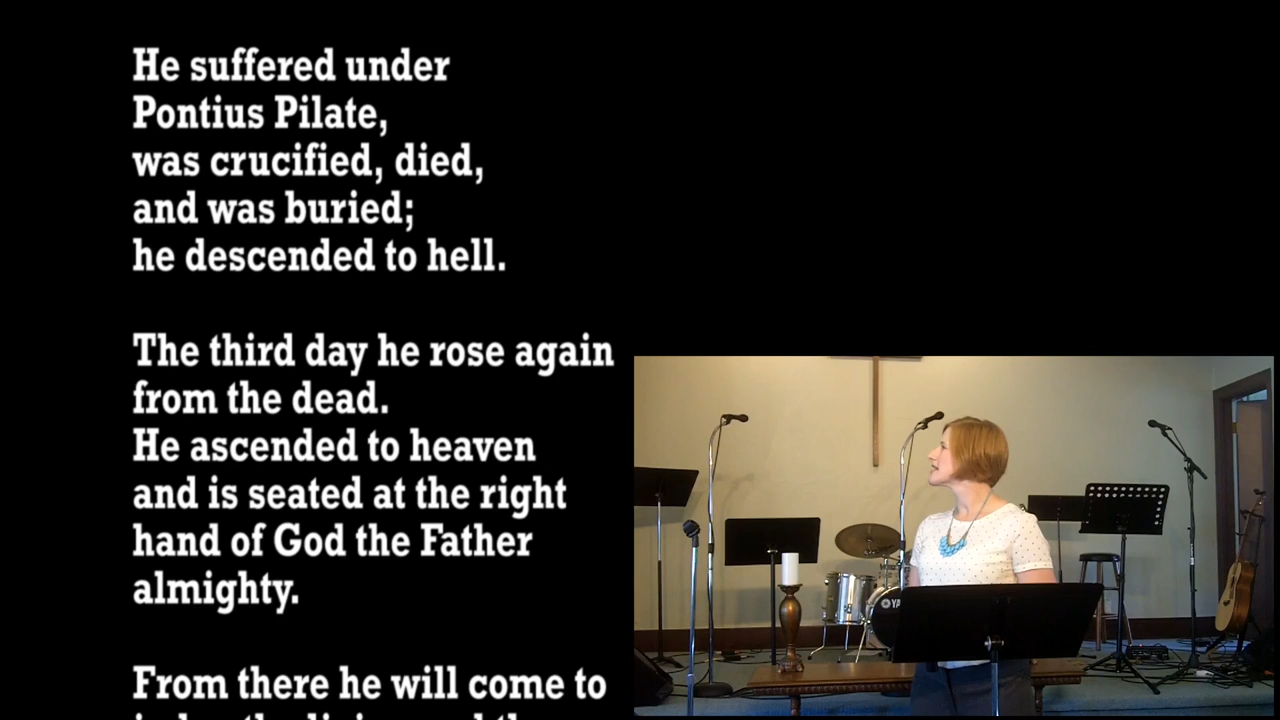 He suffered under
Pontius Pilate,
was crucified, died,
and was buried;
he descended to hell.
The third day he rose again
from the dead.
He ascended to heaven
and is seated at the right
hand of God the Father
almighty.
From there he will come to